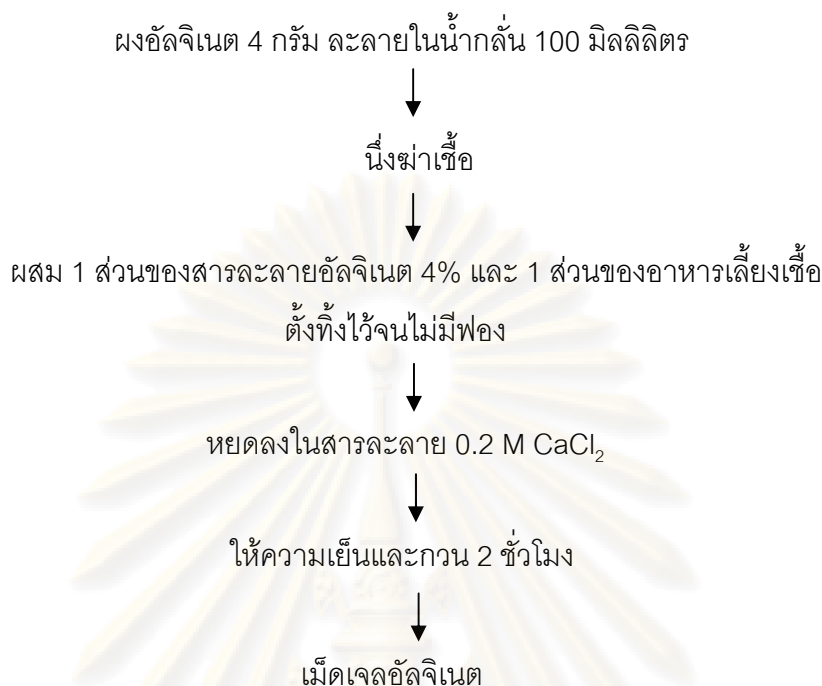 ผงอัลจิเนต 4 กรัม ละลายในน้ำกลั่น 100 มิลลิลิตร
นึ่งฆ่าเชื้อ
ผสม 1 ส่วนของสารละลายอัลจิเนต 4% และ 1 ส่วนของอาหารเลี้ยงเชื้อ
ตั้งทิ้งไว้จนไม่มีฟอง
หยดลงในสารละลาย 0.2 M CaCl₂
ให้ความเย็นและกวน 2 ชั่วโมง
เม็ดเจลอัลจิเนต